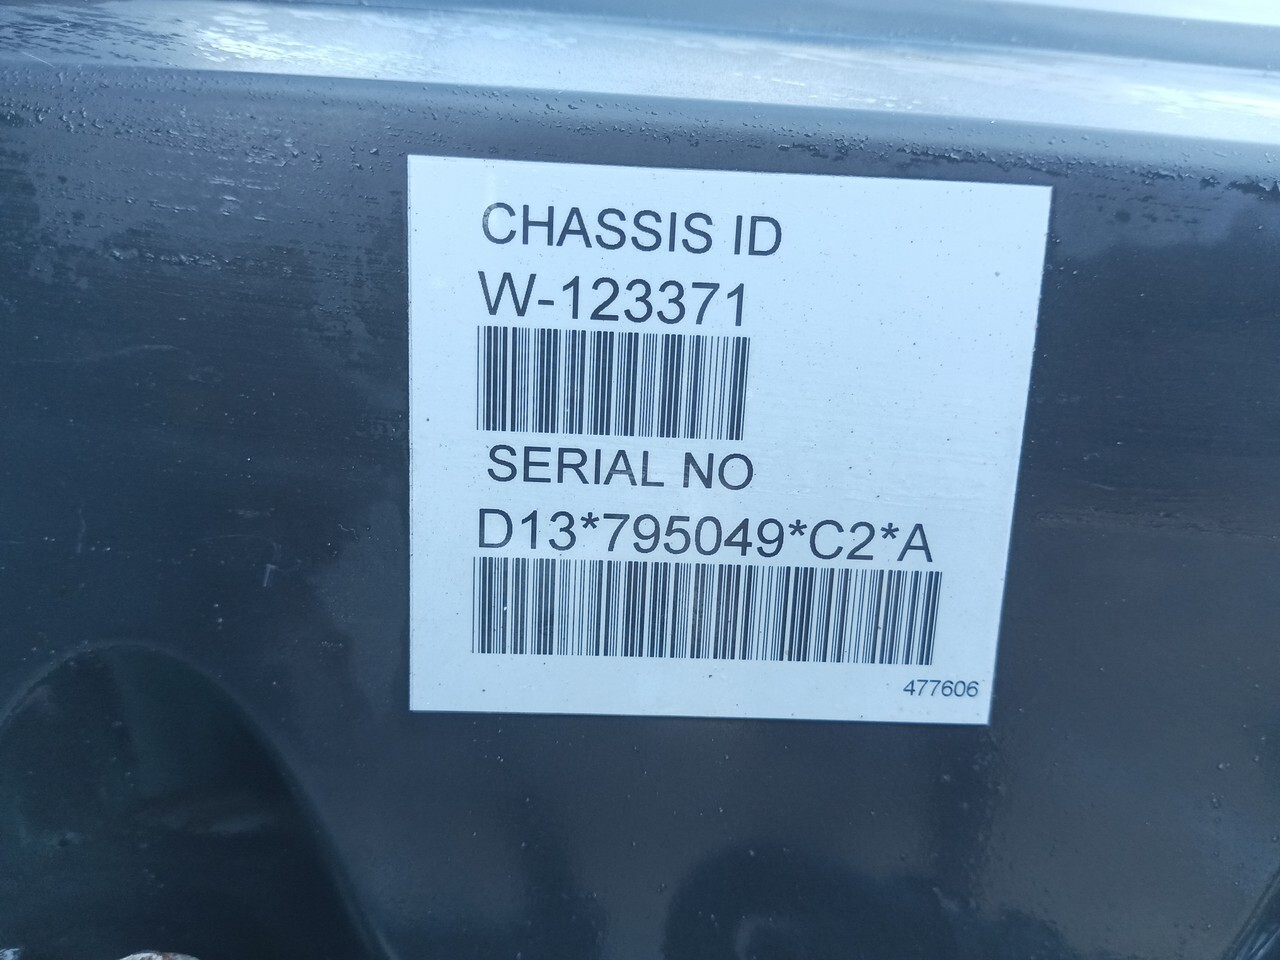 CHASSIS ID
W-123371
SERIAL NO
D13*795049*C2*A
477606